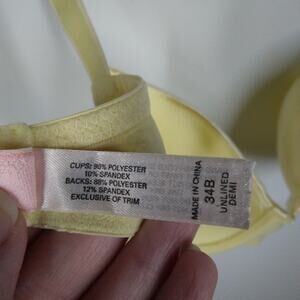 CUPS: 90% POLYESTER
10% SPANDEX
BACKS: 88% POLYESTER
12% SPANDEX
EXCLUSIVE OF TRIM
MADE IN CHINA
34B
UNLINED
DEMI